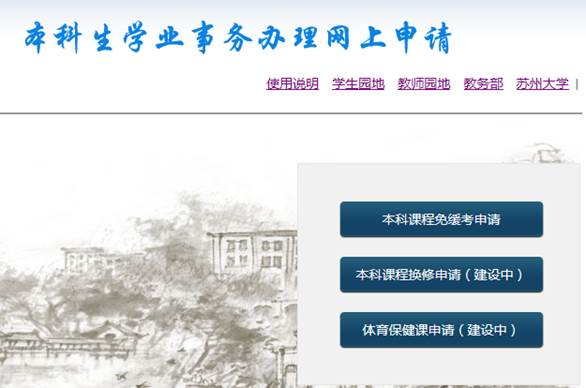 本科生学业事务办理网上申请
使用说明 学生园地 教师园地 教务部 苏州大学 |
本科课程免缓考申请
本科课程换修申请（建设中）
体育保健课申请（建设中）